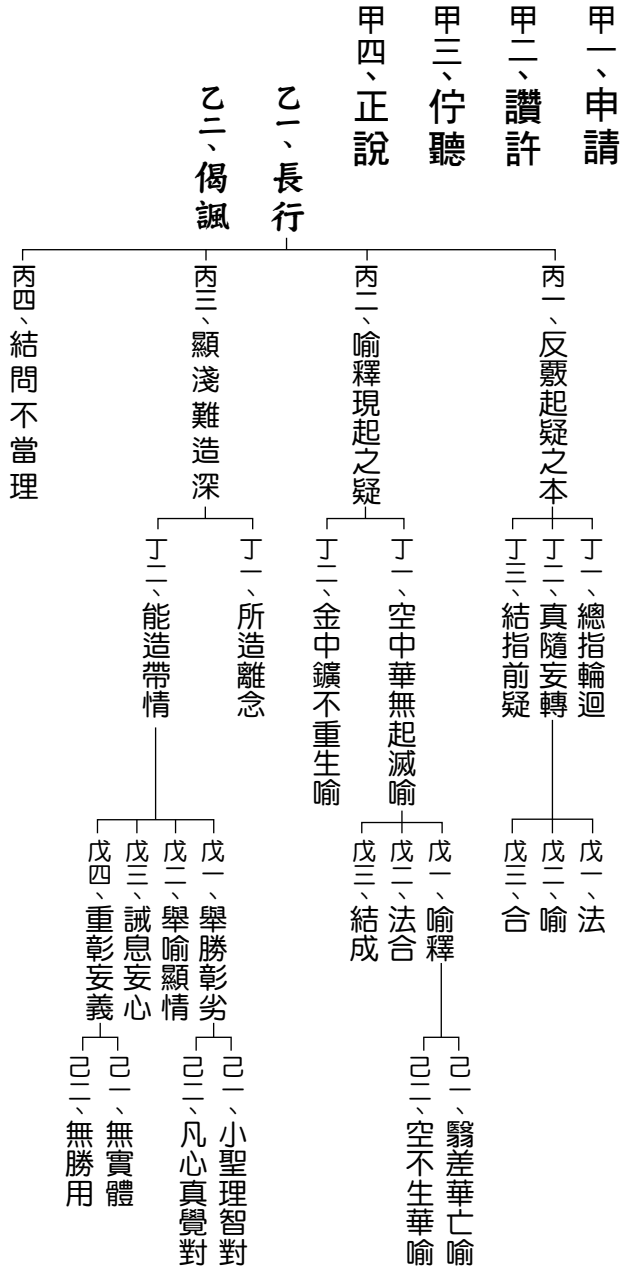 甲一、申請
甲二、讚許
甲三、佇聽
甲四、正說
乙一、長行
乙二、偈諷
丙一、反覈起疑之本
丙二、喻釋現起之疑
丙三、顯淺難造深
丙四、結問不當理
丁一、總指輪迴
丁二、真隨妄轉
丁三、結指前疑
丁一、空中華無起滅喻
丁二、金中鑛不重生喻
丁一、所造離念
丁二、能造帶情
戊一、法
戊二、喻
戊三、合
戊一、喻釋
戊二、法合
戊三、結成
戊一、舉勝彰劣
戊二、舉喻顯情
戊三、誡息妄心
戊四、重彰妄義
己一、翳差華亡喻
己二、空不生華喻
己一、小聖理智對
己二、凡心真覺對
己一、無實體
己二、無勝用